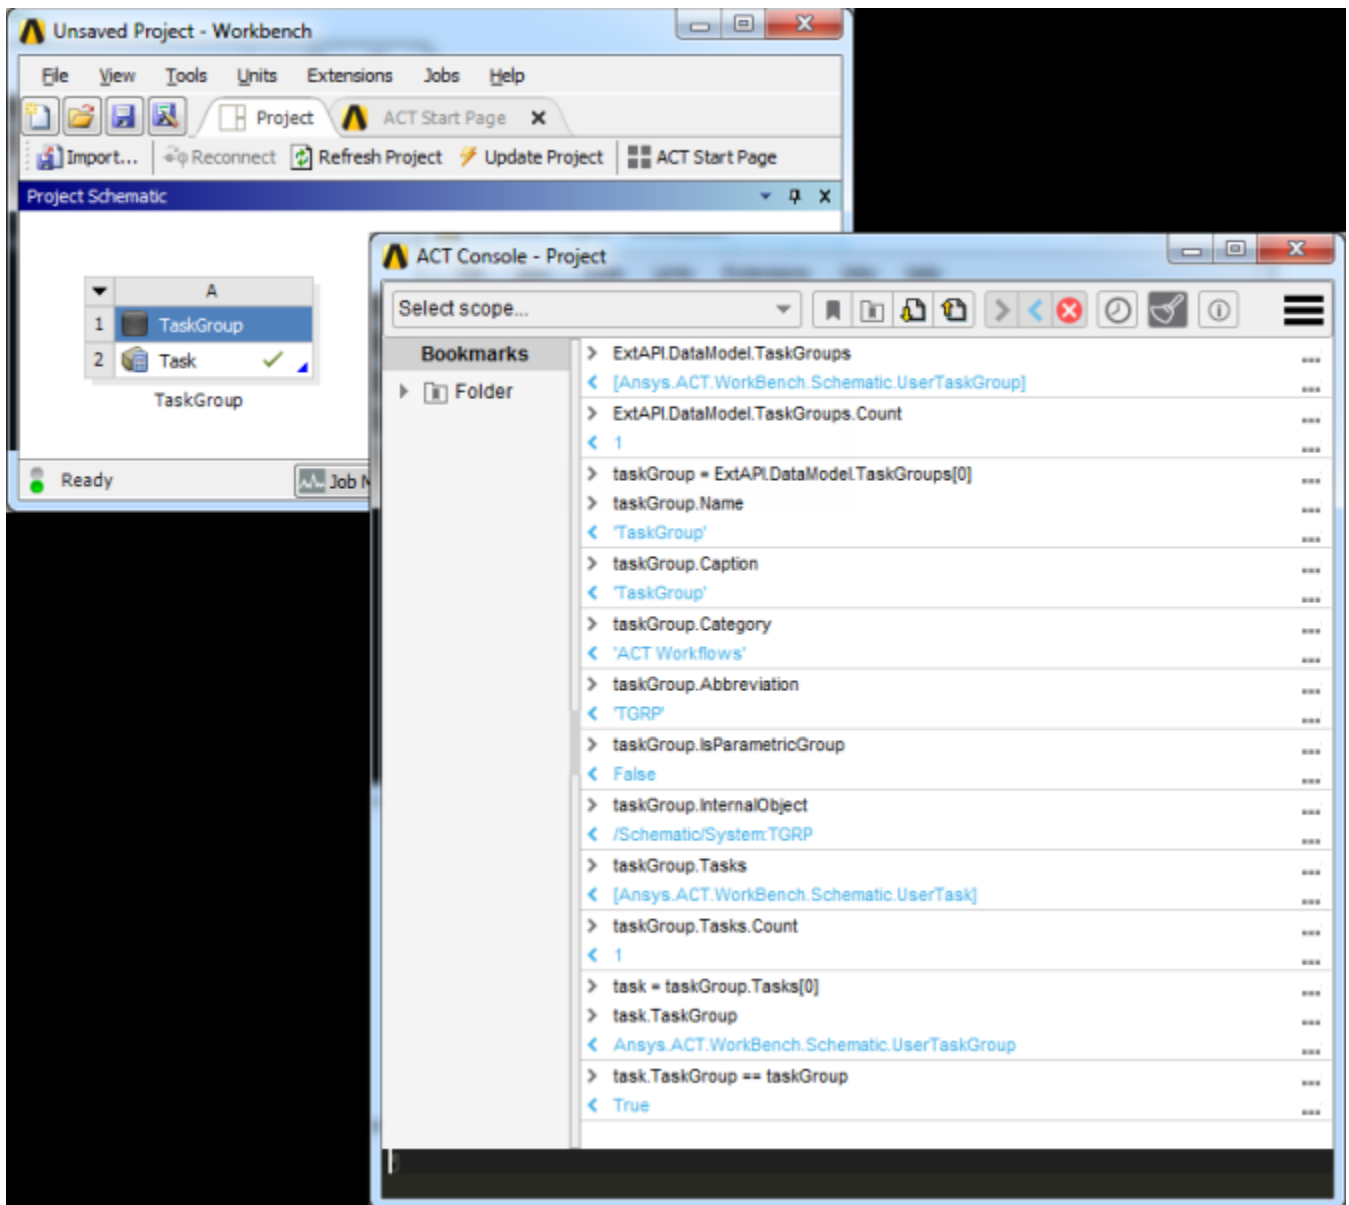 Unsaved Project - Workbench
File View Tools Units Extensions Jobs Help
Project ACT Start Page
Import... Reconnect Refresh Project Update Project ACT Start Page
Project Schematic
A
1 TaskGroup
2 Task
TaskGroup
Ready
Job
ACT Console - Project
Select scope...
Bookmarks
Folder
> ExtAPI.DataModel.TaskGroups ...
< [Ansys.ACT.WorkBench.Schematic.UserTaskGroup] ...
> ExtAPI.DataModel.TaskGroups.Count ...
< 1 ...
> taskGroup = ExtAPI.DataModel.TaskGroups[0] ...
> taskGroup.Name ...
< 'TaskGroup' ...
> taskGroup.Caption ...
< 'TaskGroup' ...
> taskGroup.Category ...
< 'ACT Workflows' ...
> taskGroup.Abbreviation ...
< 'TGRP' ...
> taskGroup.IsParametricGroup ...
< False ...
> taskGroup.InternalObject ...
< /Schematic/System:TGRP ...
> taskGroup.Tasks ...
< [Ansys.ACT.WorkBench.Schematic.UserTask] ...
> taskGroup.Tasks.Count ...
< 1 ...
> task = taskGroup.Tasks[0] ...
> task.TaskGroup ...
< Ansys.ACT.WorkBench.Schematic.UserTaskGroup ...
> task.TaskGroup == taskGroup ...
< True ...